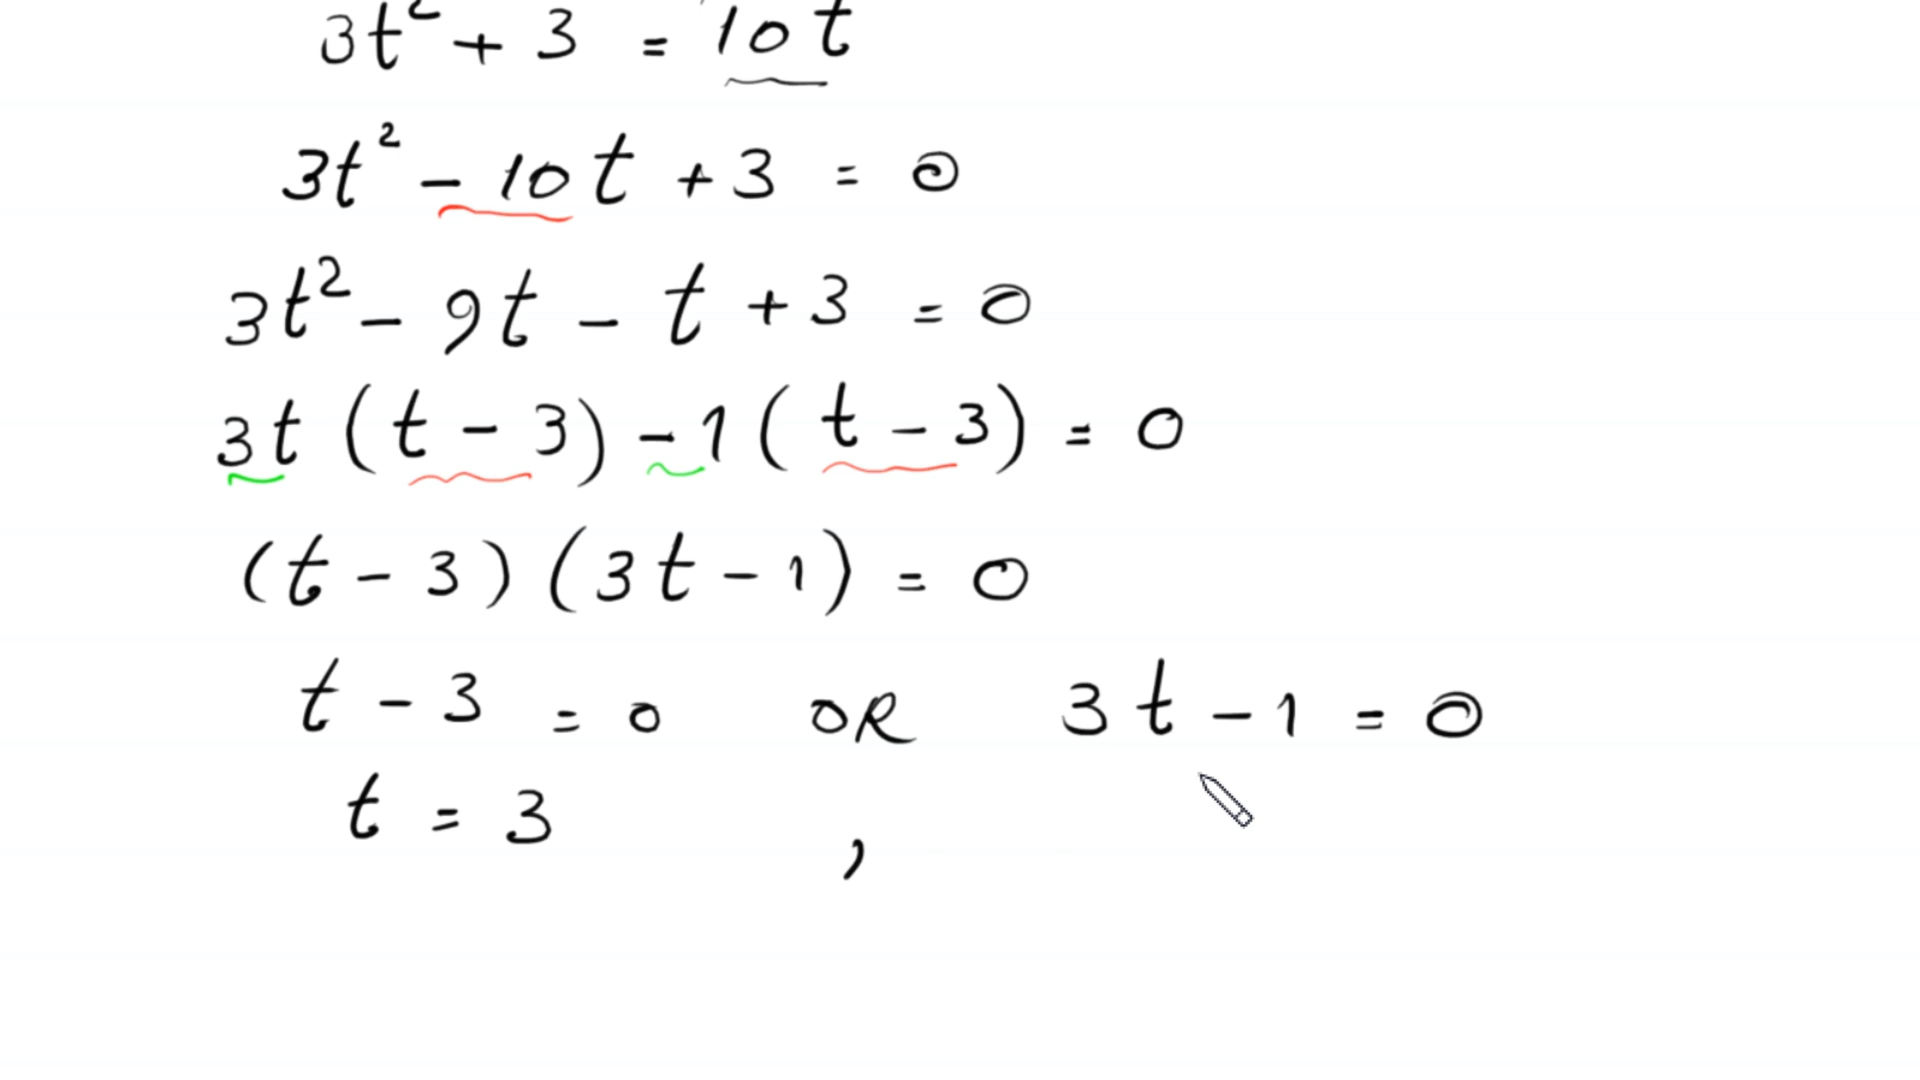 3t² + 3 = 10t
3t² - 10t + 3 = 0
3t² - 9t - t + 3 = 0
3t (t - 3) - 1 (t - 3) = 0
(t - 3) (3t - 1) = 0
t - 3 = 0 OR 3t - 1 = 0
t = 3 ,